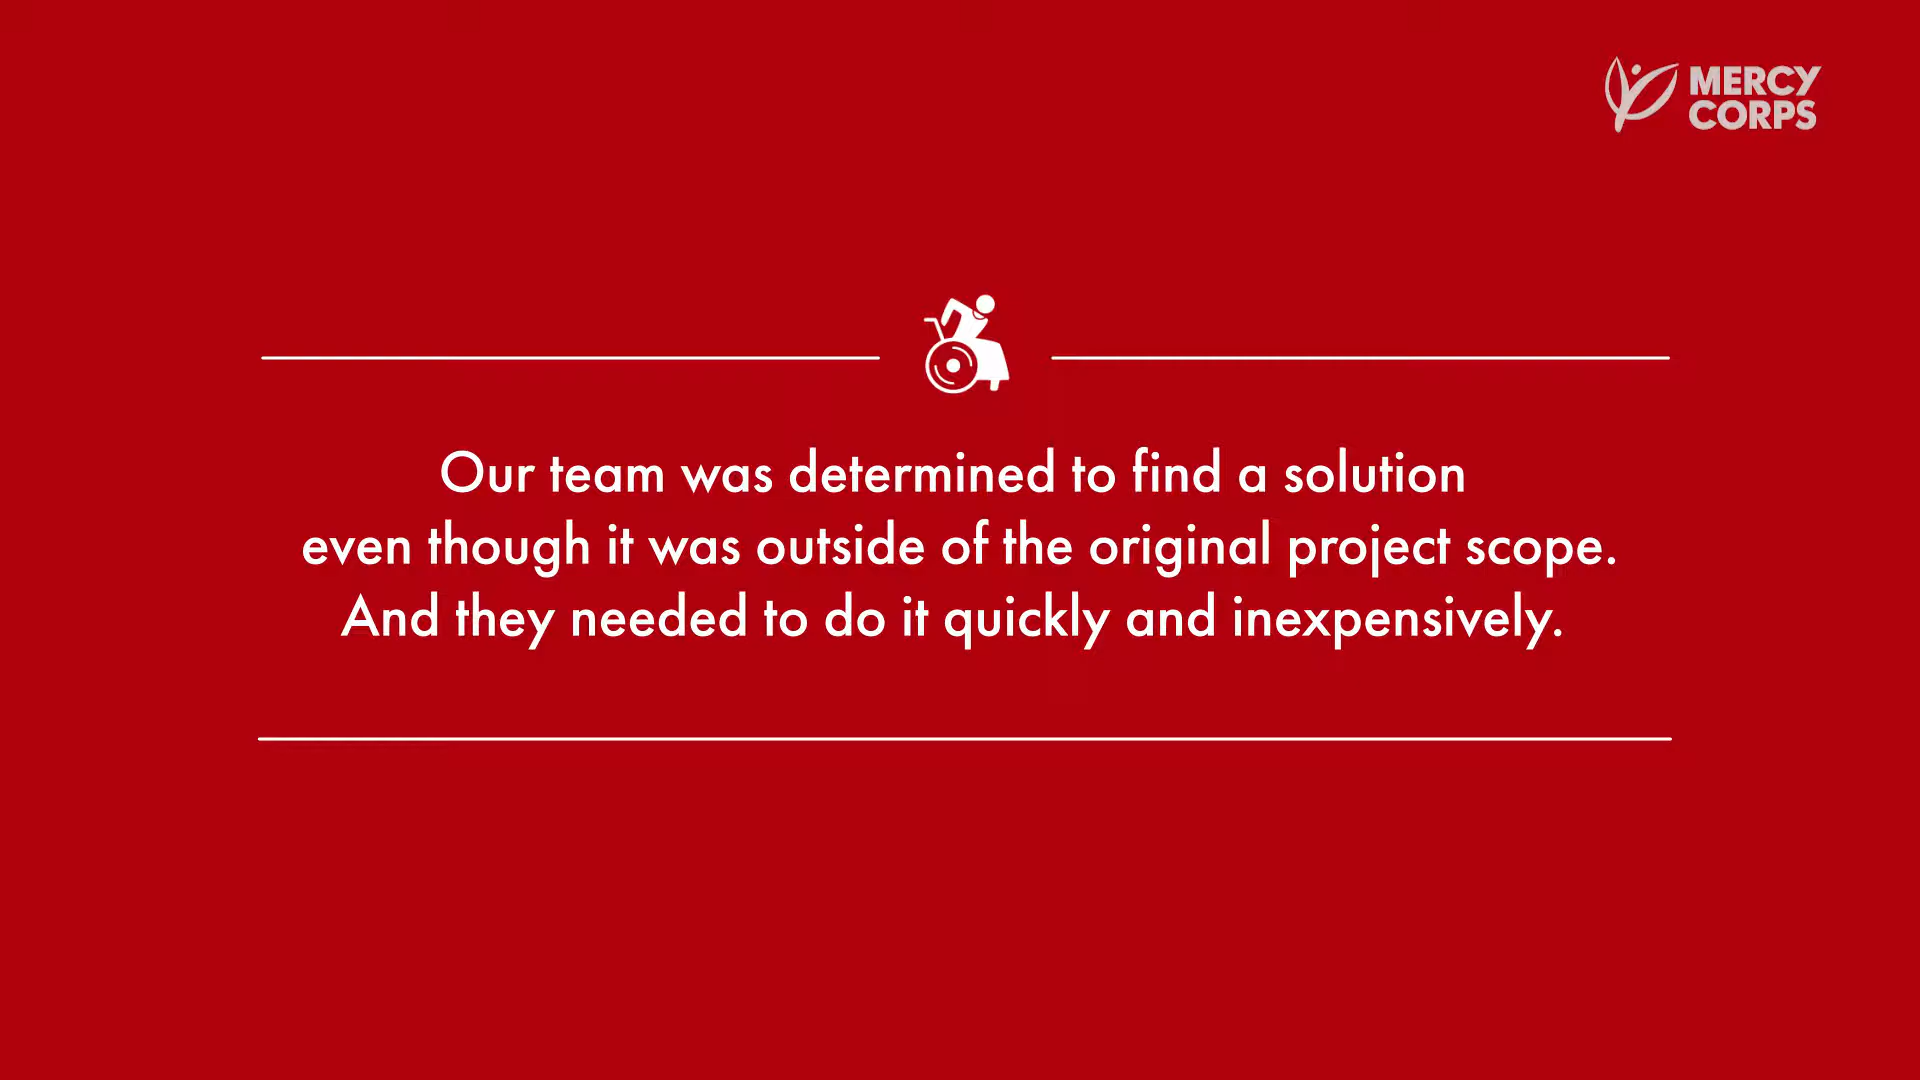 MERCY
CORPS
Our team was determined to find a solution
even though it was outside of the original project scope.
And they needed to do it quickly and inexpensively.